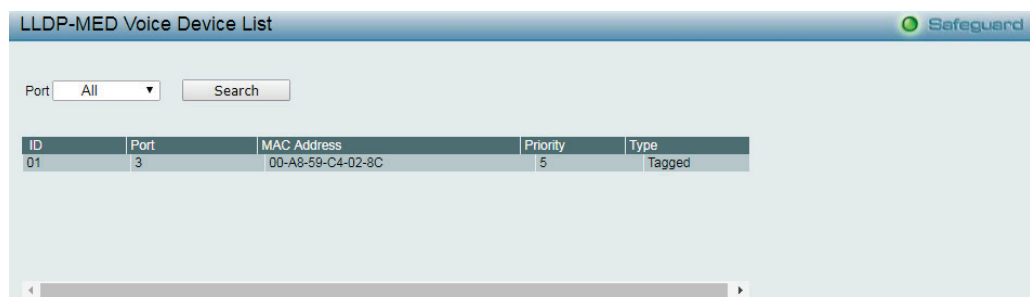 LLDP-MED Voice Device List Safeguard
Port All Search
ID Port MAC Address Priority Type
01 3 00-A8-59-C4-02-8C 5 Tagged